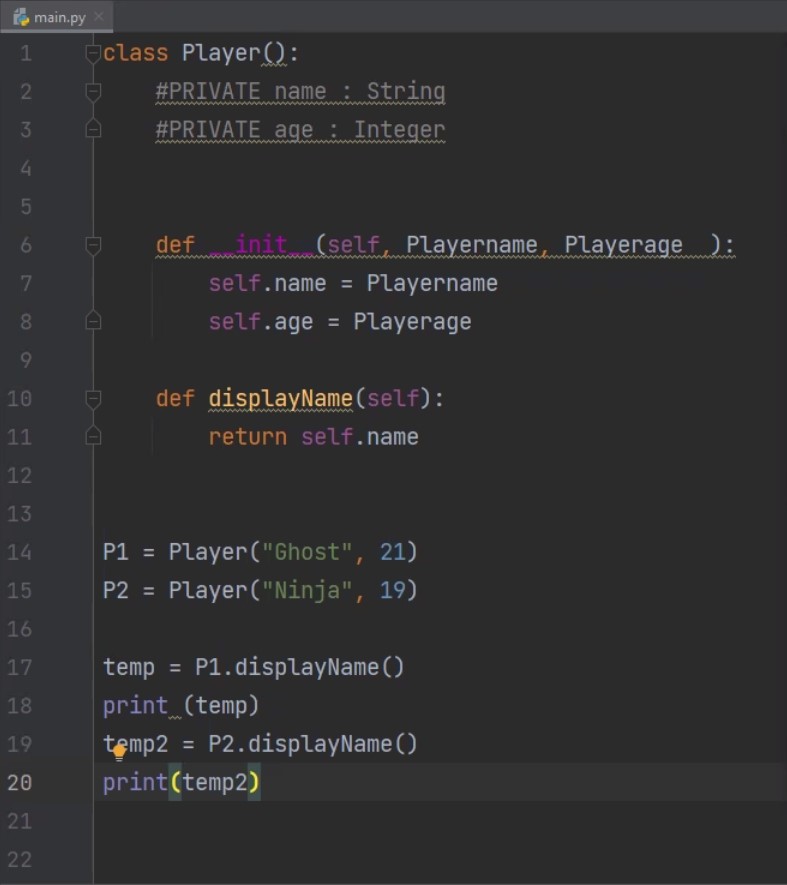 main.py
1 class Player():
2 #PRIVATE name : String
3 #PRIVATE age : Integer
4
5
6 def __init__(self, Playername, Playerage  ):
7 self.name = Playername
8 self.age = Playerage
9
10 def displayName(self):
11 return self.name
12
13
14 P1 = Player("Ghost", 21)
15 P2 = Player("Ninja", 19)
16
17 temp = P1.displayName()
18 print (temp)
19 temp2 = P2.displayName()
20 print(temp2)
21
22